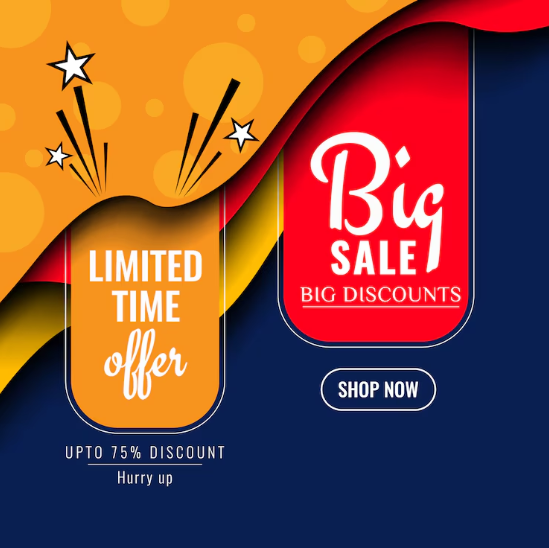 LIMITED
TIME
offer
UPTO 75% DISCOUNT
Hurry up
Big
SALE
BIG DISCOUNTS
SHOP NOW